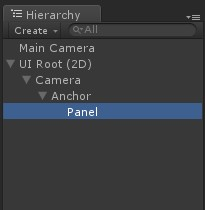 Hierarchy
Create All
Main Camera
UI Root (2D)
Camera
Anchor
Panel